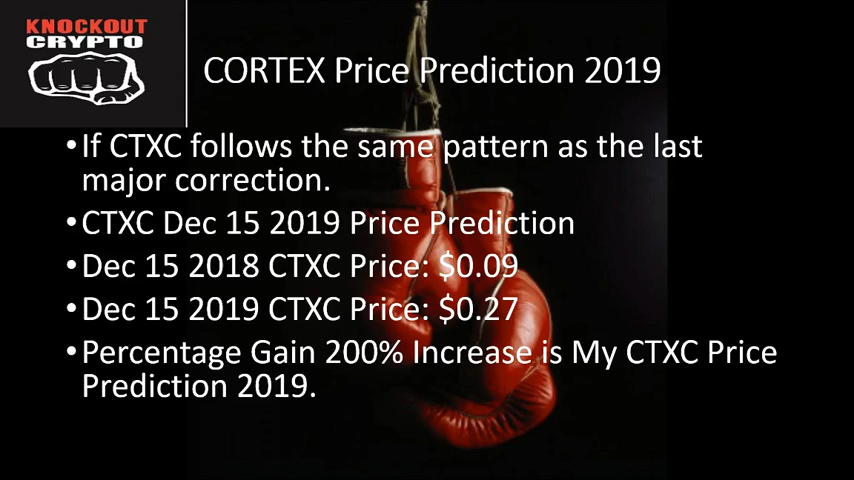 KNOCKOUT
CRYPTO
CORTEX Price Prediction 2019
•If CTXC follows the same pattern as the last
major correction.
•CTXC Dec 15 2019 Price Prediction
•Dec 15 2018 CTXC Price: $0.09
•Dec 15 2019 CTXC Price: $0.27
•Percentage Gain 200% Increase is My CTXC Price
Prediction 2019.